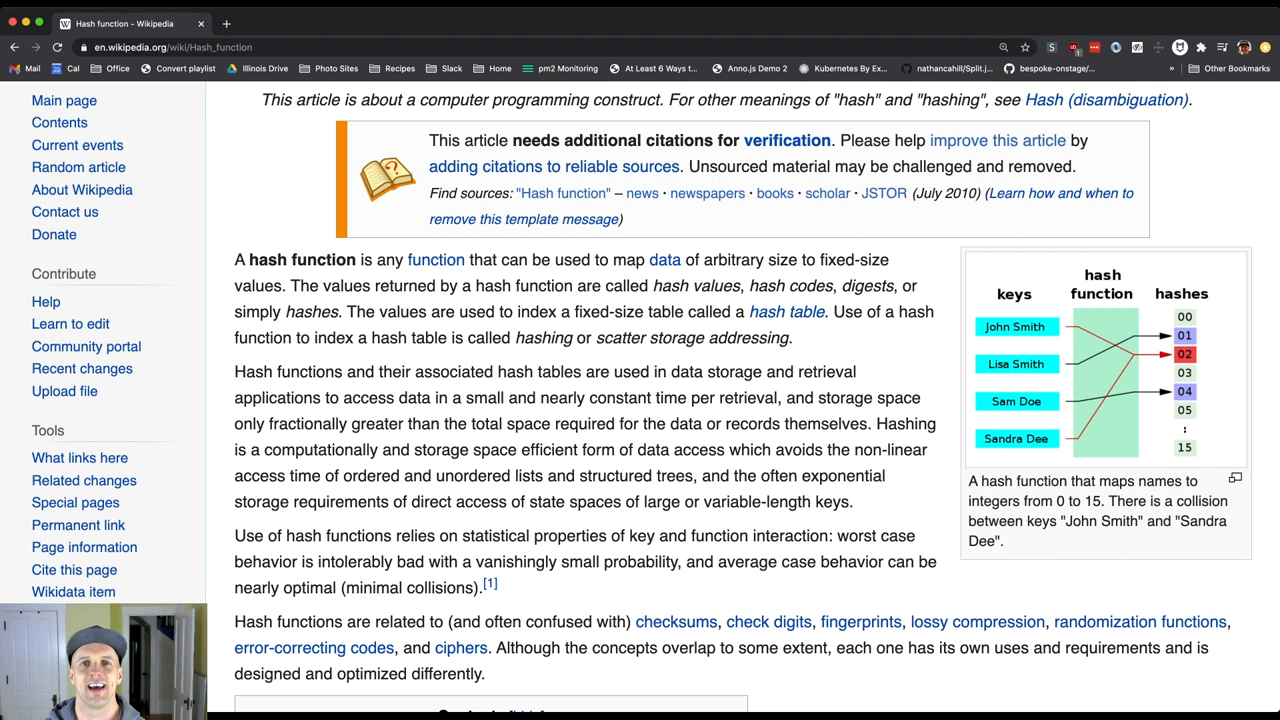 Hash function - Wikipedia
en.wikipedia.org/wiki/Hash_function
Mail Cal Office Convert playlist Illinois Drive Photo Sites Recipes Slack Home pm2 Monitoring At Least 6 Ways t... Anno.js Demo 2 Kubernetes By Ex... nathancahill/Split.j... bespoke-onstage/... » Other Bookmarks
Main page
Contents
Current events
Random article
About Wikipedia
Contact us
Donate
Contribute
Help
Learn to edit
Community portal
Recent changes
Upload file
Tools
What links here
Related changes
Special pages
Permanent link
Page information
Cite this page
Wikidata item
This article is about a computer programming construct. For other meanings of "hash" and "hashing", see Hash (disambiguation).
This article needs additional citations for verification. Please help improve this article by
adding citations to reliable sources. Unsourced material may be challenged and removed.
Find sources: "Hash function" – news · newspapers · books · scholar · JSTOR (July 2010) (Learn how and when to
remove this template message)
A hash function is any function that can be used to map data of arbitrary size to fixed-size
values. The values returned by a hash function are called hash values, hash codes, digests, or
simply hashes. The values are used to index a fixed-size table called a hash table. Use of a hash
function to index a hash table is called hashing or scatter storage addressing.
Hash functions and their associated hash tables are used in data storage and retrieval
applications to access data in a small and nearly constant time per retrieval, and storage space
only fractionally greater than the total space required for the data or records themselves. Hashing
is a computationally and storage space efficient form of data access which avoids the non-linear
access time of ordered and unordered lists and structured trees, and the often exponential
storage requirements of direct access of state spaces of large or variable-length keys.
Use of hash functions relies on statistical properties of key and function interaction: worst case
behavior is intolerably bad with a vanishingly small probability, and average case behavior can be
nearly optimal (minimal collisions).[1]
Hash functions are related to (and often confused with) checksums, check digits, fingerprints, lossy compression, randomization functions,
error-correcting codes, and ciphers. Although the concepts overlap to some extent, each one has its own uses and requirements and is
designed and optimized differently.
hash
keys function hashes
John Smith
Lisa Smith
Sam Doe
Sandra Dee
00
01
02
03
04
05
:
15
A hash function that maps names to
integers from 0 to 15. There is a collision
between keys "John Smith" and "Sandra
Dee".